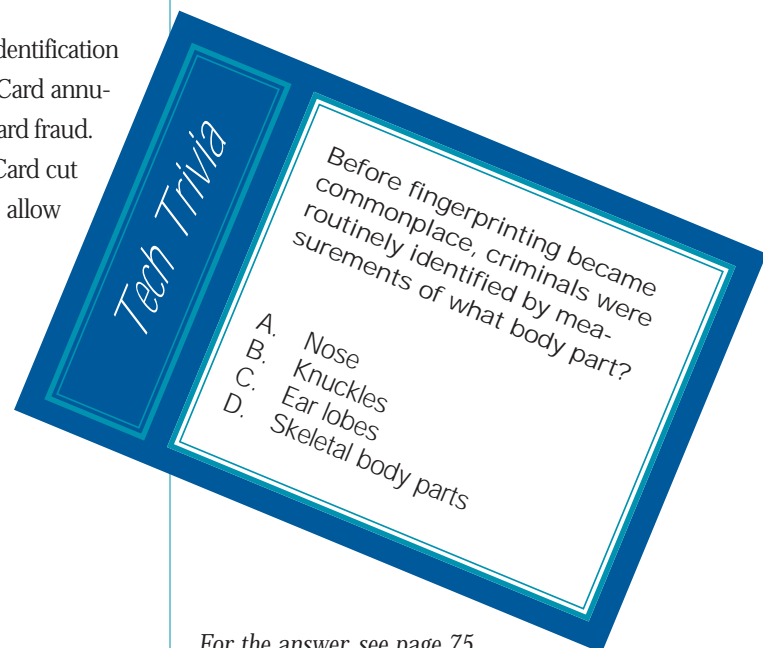 dentification
Card annu-
ard fraud.
Card cut
allow
Tech Trivia
Before fingerprinting became
commonplace, criminals were
routinely identified by mea-
surements of what body part?
A. Nose
B. Knuckles
C. Ear lobes
D. Skeletal body parts
For the answer, see page 75.